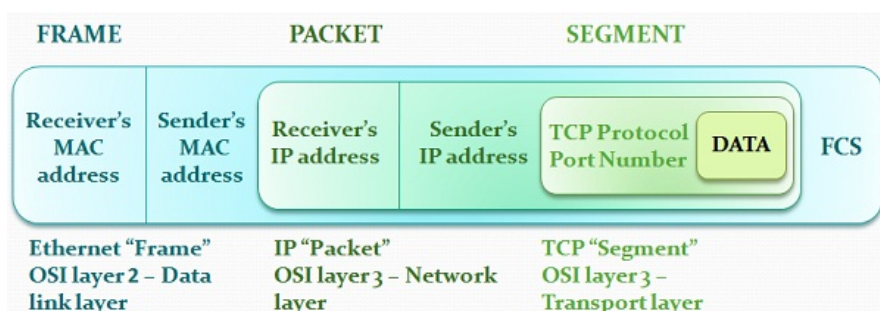 FRAME
PACKET
SEGMENT
Receiver's
MAC
address
Sender's
MAC
address
Receiver's
IP address
Sender's
IP address
TCP Protocol
Port Number
DATA
FCS
Ethernet “Frame”
OSI layer 2 – Data
link layer
IP “Packet”
OSI layer 3 – Network
layer
TCP “Segment”
OSI layer 3 –
Transport layer